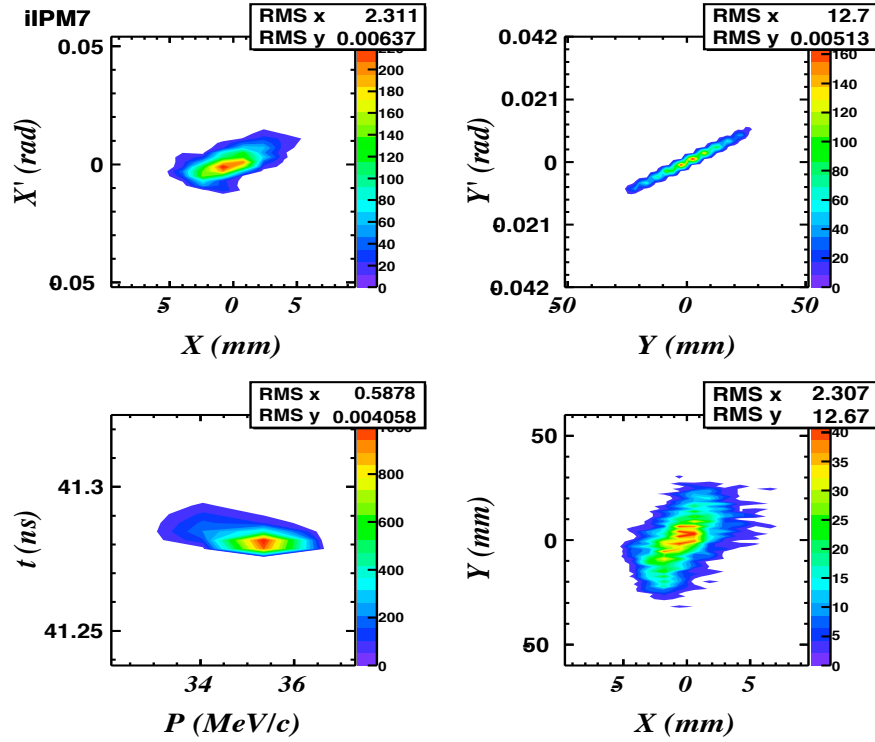 iIPM7
RMS x 2.311
RMS y 0.00637
0.05
0
-0.05
X' (rad)
-5 0 5
X (mm)
220
200
180
160
140
120
100
80
60
40
20
0
RMS x 12.7
RMS y 0.00513
0.042
0.021
0
-0.021
-0.042
Y' (rad)
-50 0 50
Y (mm)
160
140
120
100
80
60
40
20
0
RMS x 0.5878
RMS y 0.004058
41.3
41.25
t (ns)
34 36
P (MeV/c)
1000
800
600
400
200
0
RMS x 2.307
RMS y 12.67
50
0
-50
Y (mm)
-5 0 5
X (mm)
40
35
30
25
20
15
10
5
0